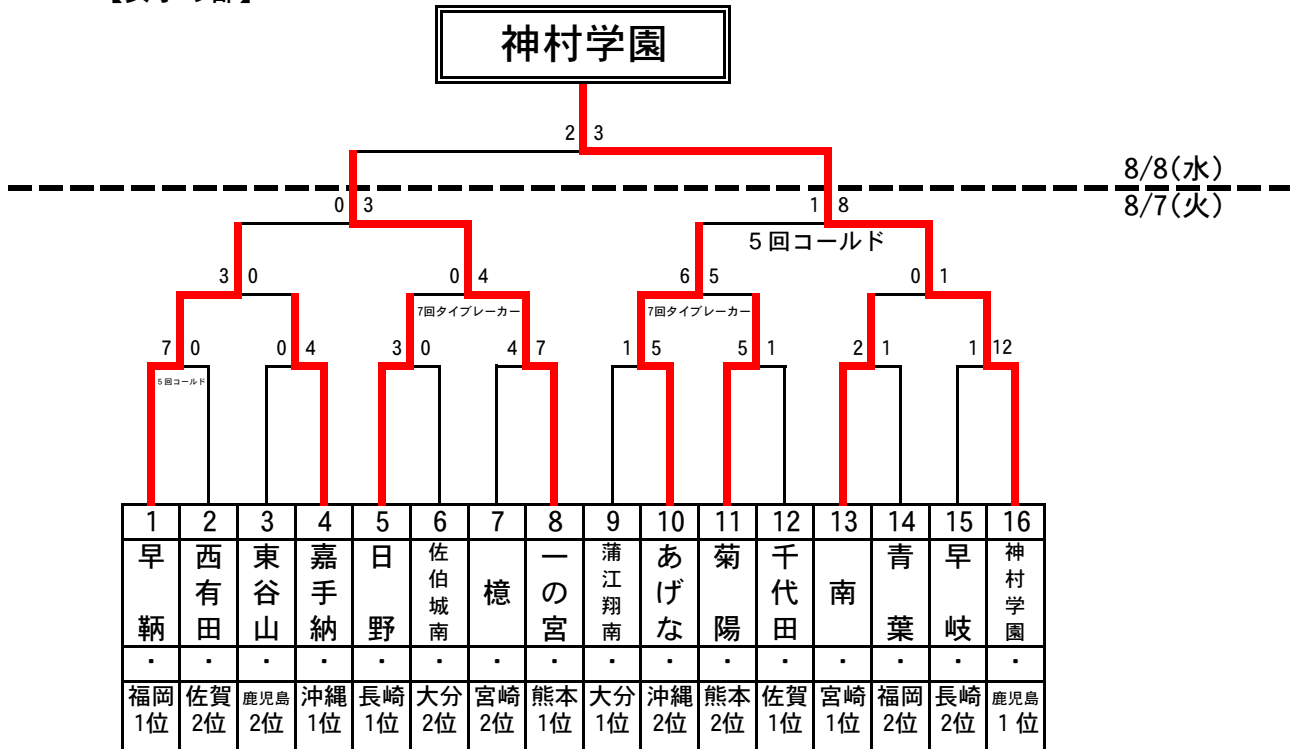 神村学園
2 3
8/8(水)
8/7(火)
0 3
1 8
5回コールド
3 0
0 4
6 5
0 1
7回タイブレーカー
7回タイブレーカー
7 0
0 4
3 0
4 7
1 5
5 1
2 1
1 12
5回コールド
1 2 3 4 5 6 7 8 9 10 11 12 13 14 15 16
早鞆 西有田 東谷山 嘉手納 日野 佐伯城南 檍 一の宮 蒲江翔南 あげな 菊陽 千代田 南 青葉 早岐 神村学園
・ ・ ・ ・ ・ ・ ・ ・ ・ ・ ・ ・ ・ ・ ・ ・
福岡 佐賀 鹿児島 沖縄 長崎 大分 宮崎 熊本 大分 沖縄 熊本 佐賀 宮崎 福岡 長崎 鹿児島
1位 2位 2位 1位 1位 2位 2位 1位 1位 2位 2位 1位 1位 2位 2位 1位